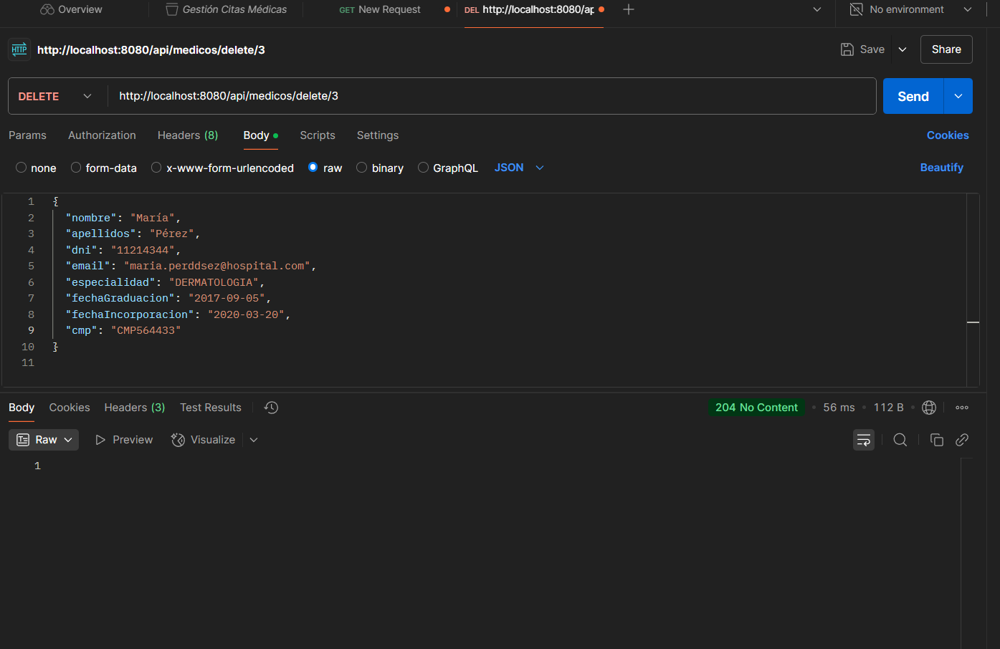 Overview Gestión Citas Médicas GET New Request DEL http://localhost:8080/ap No environment
HTTP http://localhost:8080/api/medicos/delete/3 Save Share
DELETE http://localhost:8080/api/medicos/delete/3 Send
Params Authorization Headers (8) Body Scripts Settings Cookies
none form-data x-www-form-urlencoded raw binary GraphQL JSON Beautify
1 {
2 "nombre": "María",
3 "apellidos": "Pérez",
4 "dni": "11214344",
5 "email": "maria.perddsez@hospital.com",
6 "especialidad": "DERMATOLOGIA",
7 "fechaGraduacion": "2017-09-05",
8 "fechaIncorporacion": "2020-03-20",
9 "cmp": "CMP564433"
10 }
11
Body Cookies Headers (3) Test Results 204 No Content 56 ms 112 B
Raw Preview Visualize
1